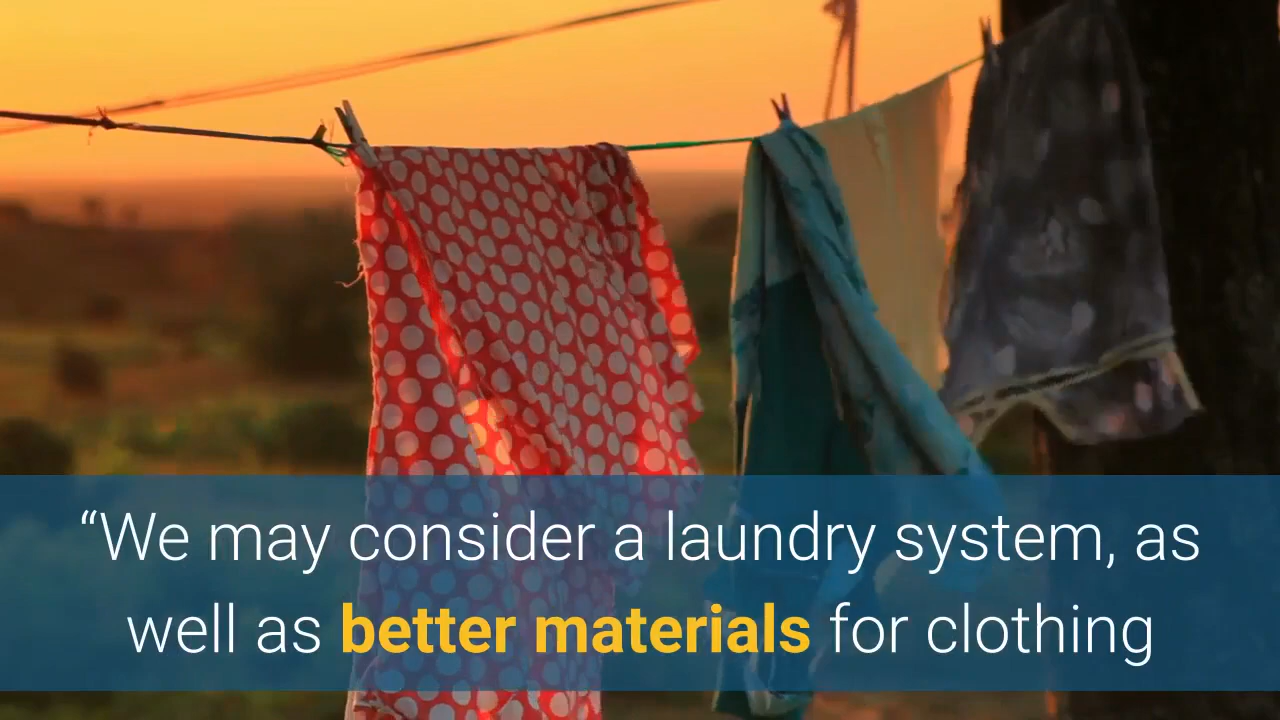 “We may consider a laundry system, as
well as better materials for clothing